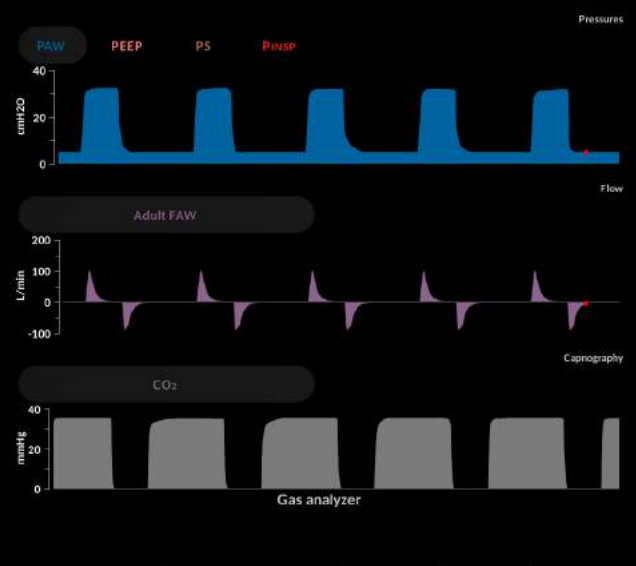 Pressures
PAW PEEP PS PINSP
40
cmH2O
20
0
Flow
Adult FAW
200
L/min
100
0
-100
Capnography
CO₂
40
mmHg
20
0
Gas analyzer